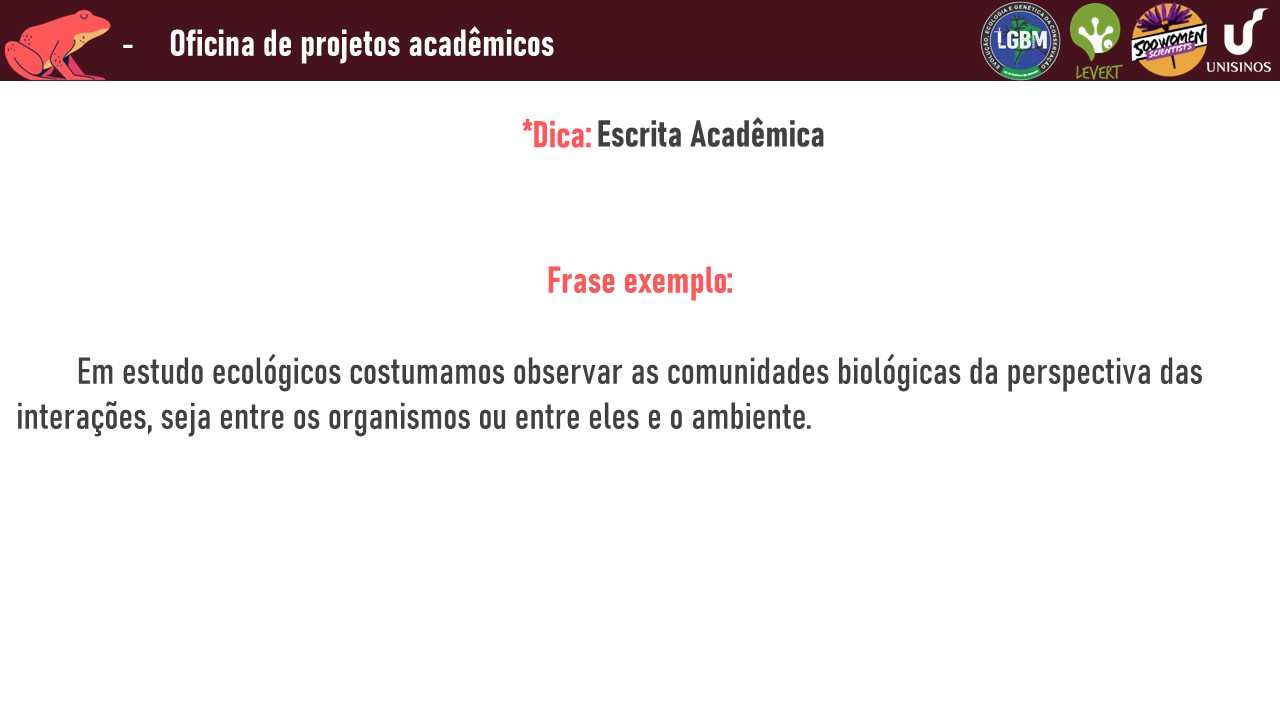 - Oficina de projetos acadêmicos
LGBM
EVOLUÇÃO, ECOLOGIA E GENÉTICA DA CONSERVAÇÃO
LEVERT
500 WOMEN
SCIENTISTS
UNISINOS
*Dica: Escrita Acadêmica
Frase exemplo:
Em estudo ecológicos costumamos observar as comunidades biológicas da perspectiva das
interações, seja entre os organismos ou entre eles e o ambiente.